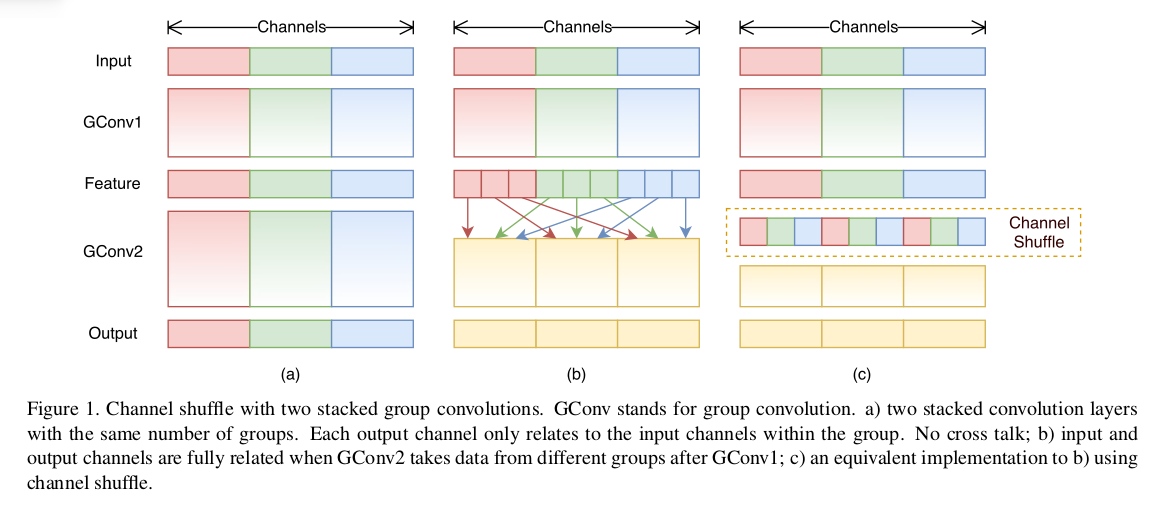 Channels Channels Channels
Input
GConv1
Feature
Channel
Shuffle
GConv2
Output
(a) (b) (c)
Figure 1. Channel shuffle with two stacked group convolutions. GConv stands for group convolution. a) two stacked convolution layers
with the same number of groups. Each output channel only relates to the input channels within the group. No cross talk; b) input and
output channels are fully related when GConv2 takes data from different groups after GConv1; c) an equivalent implementation to b) using
channel shuffle.